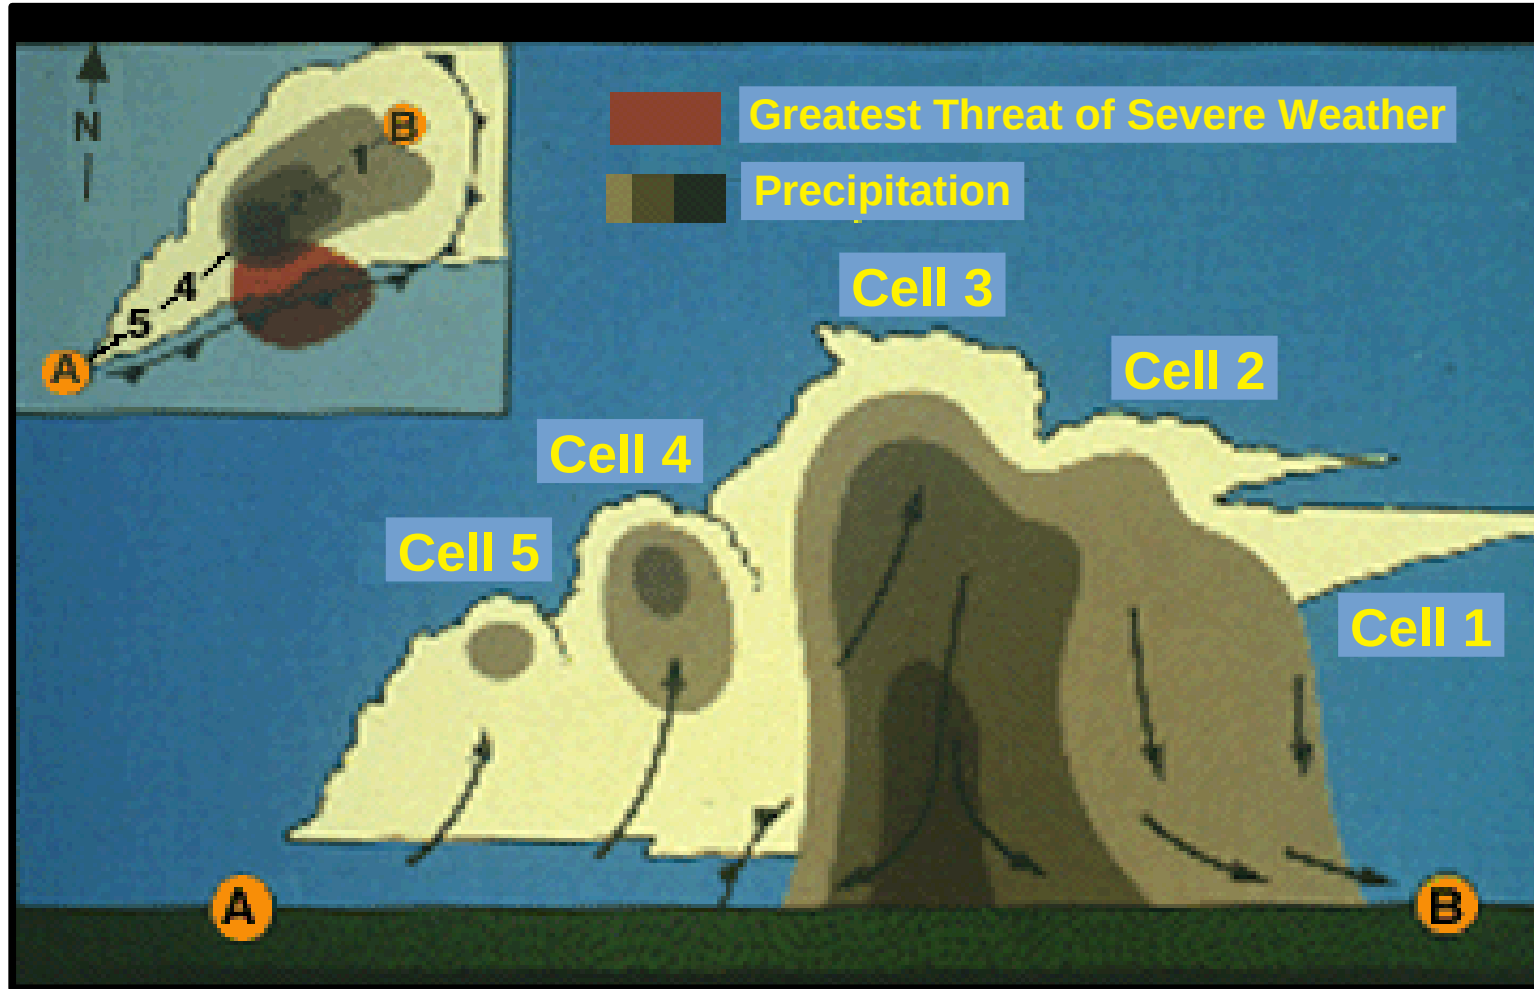 N
B
1
2
4
5
A
Greatest Threat of Severe Weather
Precipitation
Cell 3
Cell 2
Cell 4
Cell 5
Cell 1
A
B